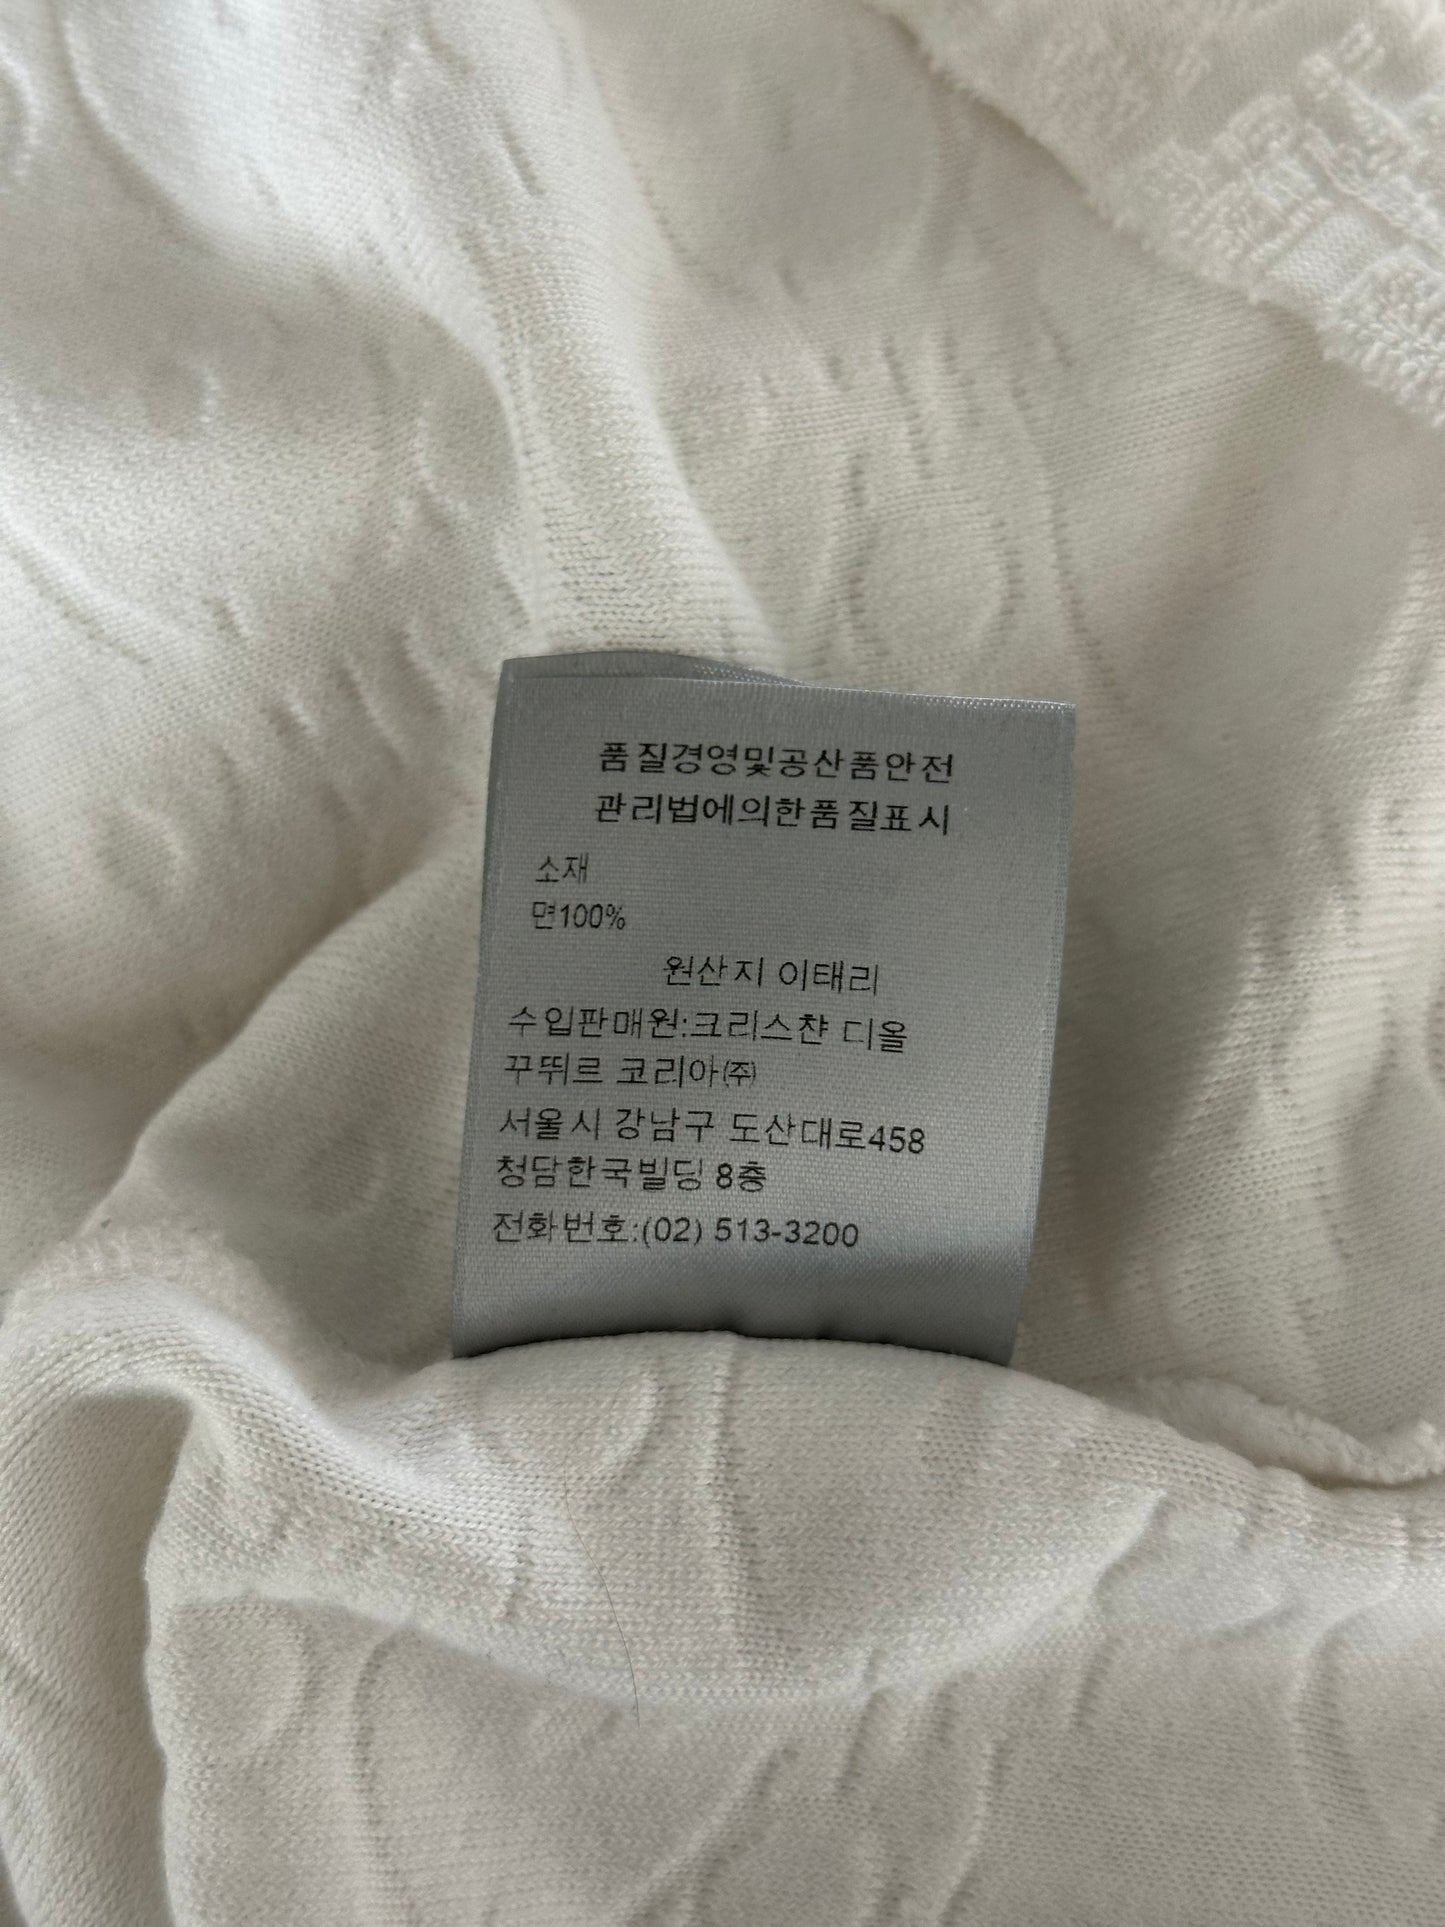 품질경영및공산품안전
관리법에의한품질표시
소재
면100%
원산지 이태리
수입판매원:크리스챤 디올
꾸뛰르 코리아㈜
서울시 강남구 도산대로458
청담한국빌딩 8층
전화번호:(02) 513-3200